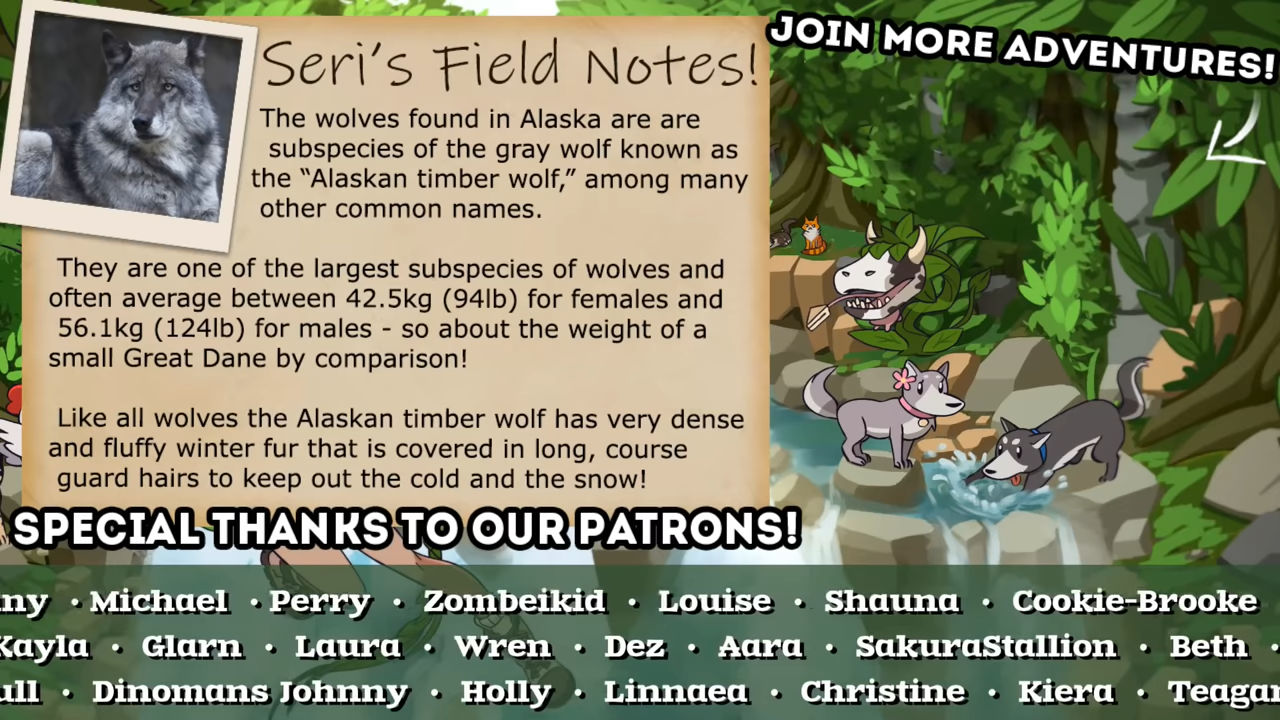 Seri's Field Notes!
JOIN MORE ADVENTURES!
The wolves found in Alaska are are
subspecies of the gray wolf known as
the “Alaskan timber wolf,” among many
other common names.
They are one of the largest subspecies of wolves and
often average between 42.5kg (94lb) for females and
56.1kg (124lb) for males - so about the weight of a
small Great Dane by comparison!
Like all wolves the Alaskan timber wolf has very dense
and fluffy winter fur that is covered in long, course
guard hairs to keep out the cold and the snow!
SPECIAL THANKS TO OUR PATRONS!
ny · Michael · Perry · Zombeikid · Louise · Shauna · Cookie-Brooke
Kayla · Glarn · Laura · Wren · Dez · Aara · SakuraStallion · Beth ·
ull · Dinomans Johnny · Holly · Linnaea · Christine · Kiera · Teagan